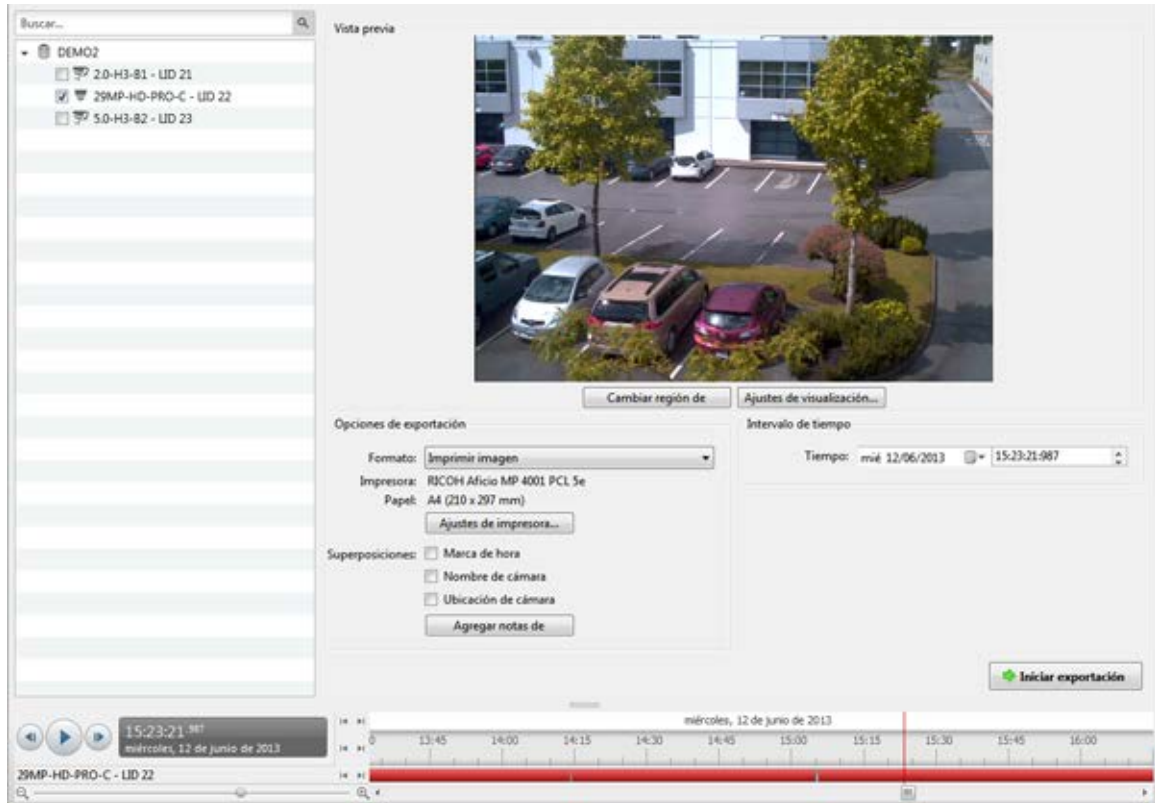 Buscar...
DEMO2
2.0-H3-B1 - LID 21
29MP-HD-PRO-C - LID 22
5.0-H3-B2 - LID 23
Vista previa
Cambiar región de
Ajustes de visualización...
Opciones de exportación
Formato: Imprimir imagen
Impresora: RICOH Aficio MP 4001 PCL 5e
Papel: A4 (210 x 297 mm)
Ajustes de impresora...
Superposiciones: Marca de hora
Nombre de cámara
Ubicación de cámara
Agregar notas de
Intervalo de tiempo
Tiempo: mié 12/06/2013 15:23:21:987
Iniciar exportación
15:23:21.987
miércoles, 12 de junio de 2013
miércoles, 12 de junio de 2013
0 13:45 14:00 14:15 14:30 14:45 15:00 15:15 15:30 15:45 16:00
29MP-HD-PRO-C - LID 22